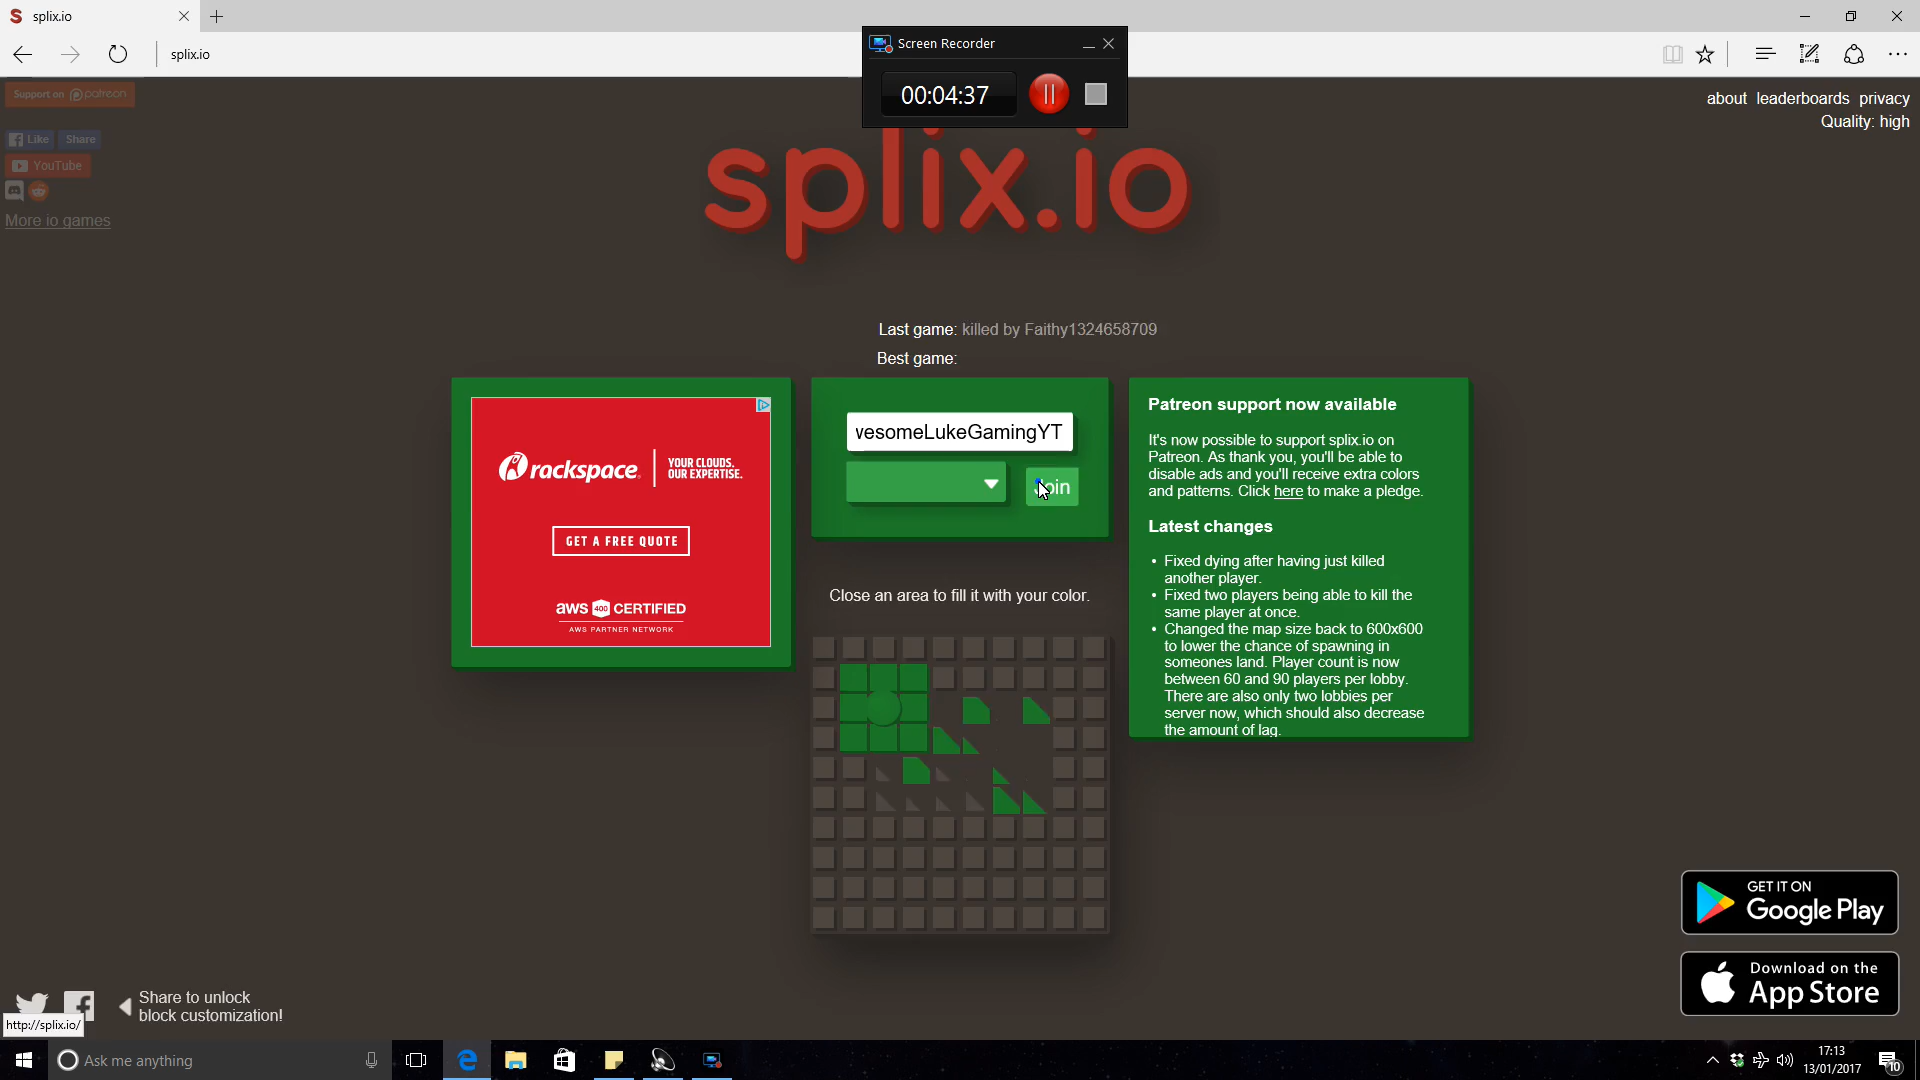 splix.io
splix.io
Screen Recorder
00:04:37
Support on patreon
Like Share
YouTube
More io games
about leaderboards privacy
Quality: high
splix.io
Last game: killed by Faithy1324658709
Best game:
rackspace. YOUR CLOUDS. OUR EXPERTISE.
GET A FREE QUOTE
aws 400 CERTIFIED
AWS PARTNER NETWORK
vesomeLukeGamingYT
Join
Close an area to fill it with your color.
Patreon support now available
It's now possible to support splix.io on
Patreon. As thank you, you'll be able to
disable ads and you'll receive extra colors
and patterns. Click here to make a pledge.
Latest changes
• Fixed dying after having just killed
another player.
• Fixed two players being able to kill the
same player at once.
• Changed the map size back to 600x600
to lower the chance of spawning in
someones land. Player count is now
between 60 and 90 players per lobby.
There are also only two lobbies per
server now, which should also decrease
the amount of lag.
GET IT ON
Google Play
Download on the
App Store
Share to unlock
block customization!
http://splix.io/
Ask me anything
17:13
13/01/2017
10